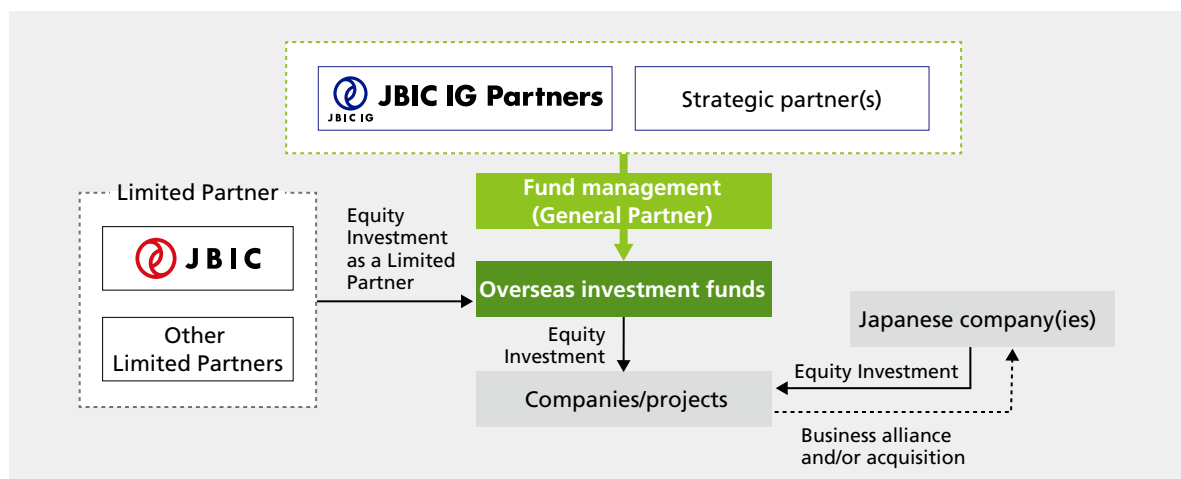 JBIC IG
JBIC IG Partners
Strategic partner(s)
Fund management
(General Partner)
Limited Partner
JBIC
Other
Limited Partners
Equity
Investment
as a Limited
Partner
Overseas investment funds
Equity
Investment
Companies/projects
Japanese company(ies)
Equity Investment
Business alliance
and/or acquisition